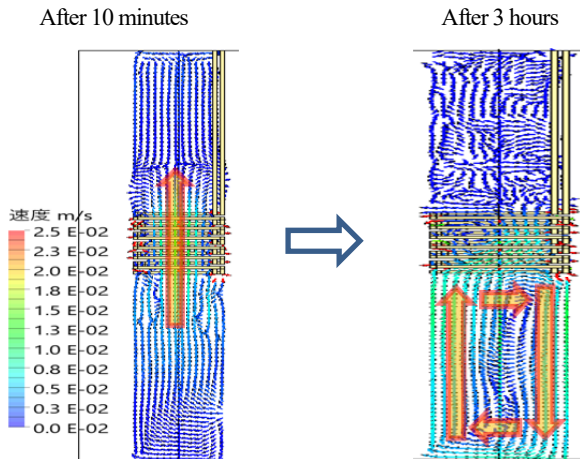 After 10 minutes
After 3 hours
速度 m/s
2.5 E-02
2.3 E-02
2.0 E-02
1.8 E-02
1.5 E-02
1.3 E-02
1.0 E-02
0.8 E-02
0.5 E-02
0.3 E-02
0.0 E-02